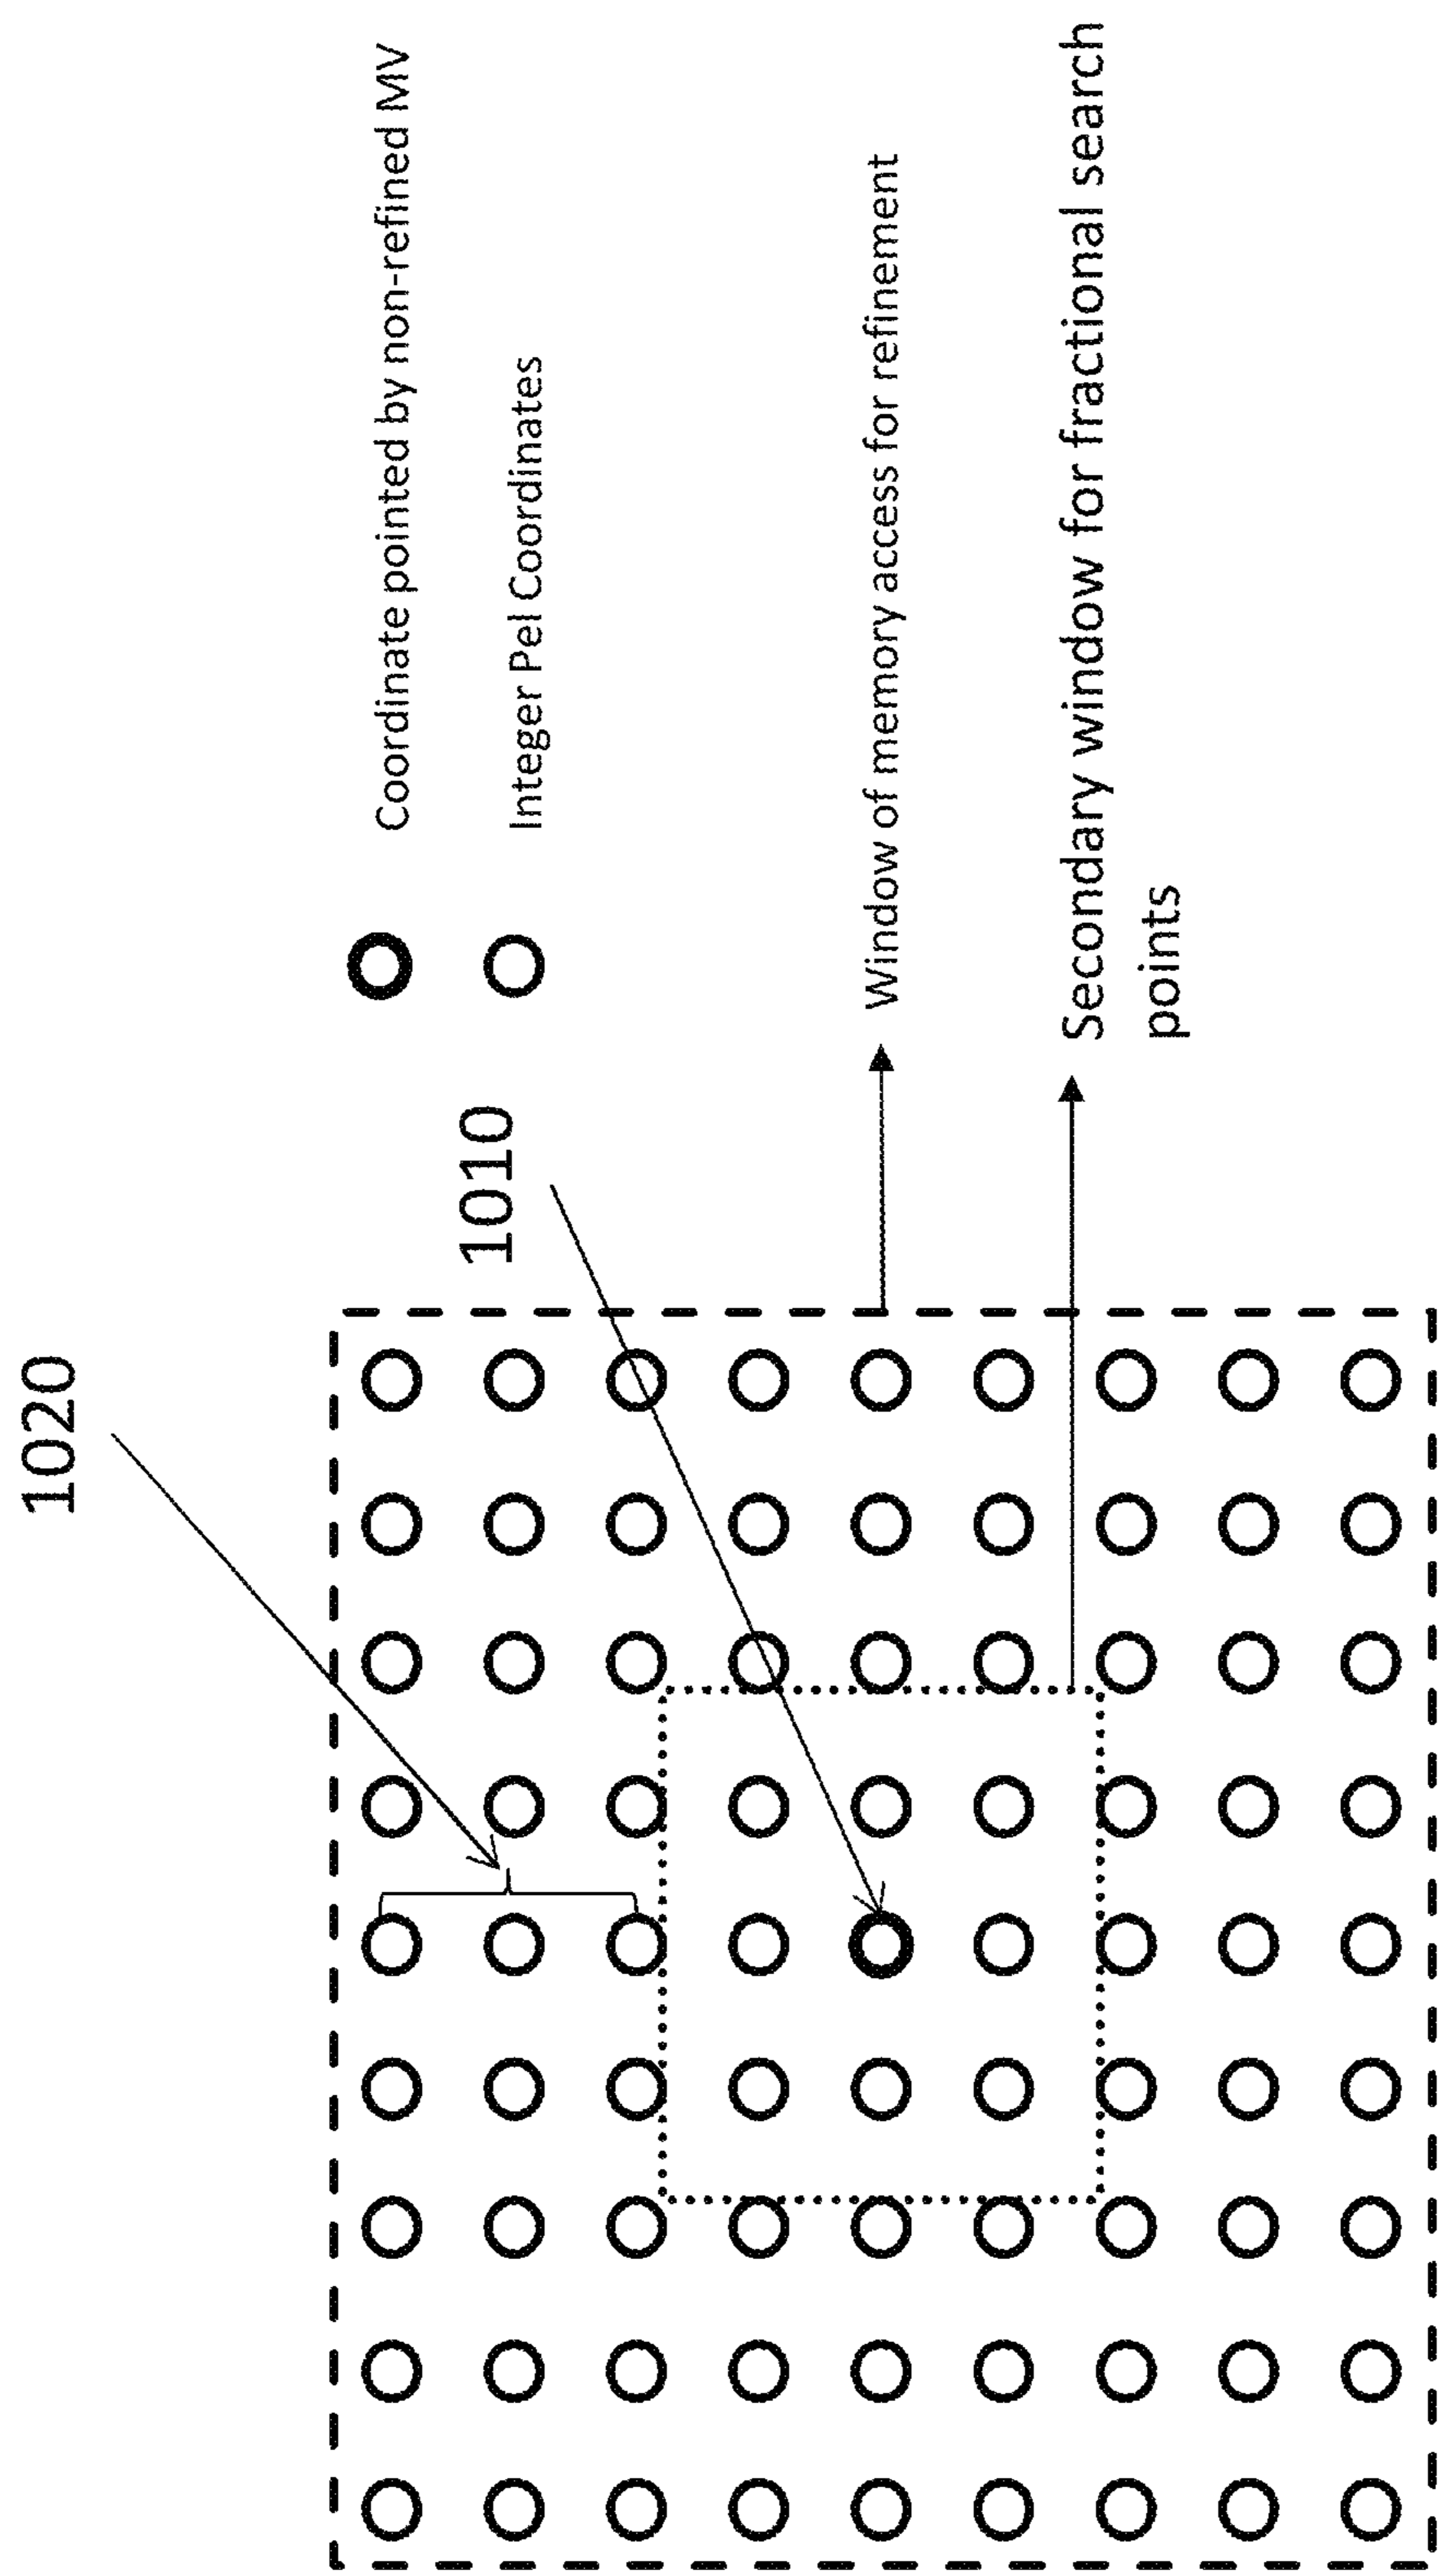 1020
1010
Coordinate pointed by non-refined MV
Integer Pel Coordinates
Window of memory access for refinement
Secondary window for fractional search
points